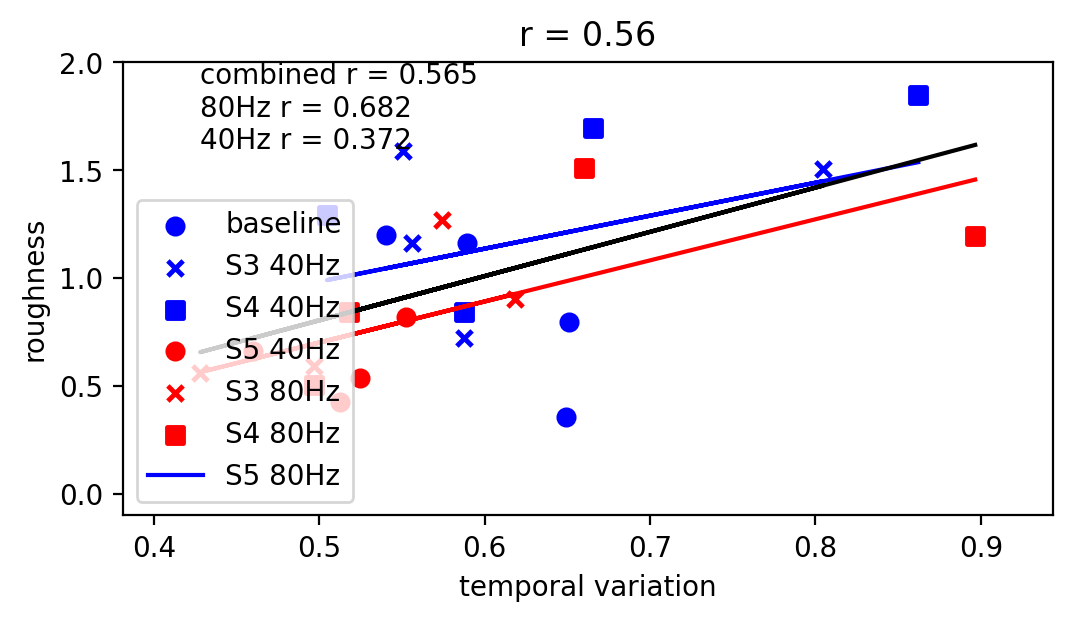 r = 0.56
combined r = 0.565
80Hz r = 0.682
40Hz r = 0.372
2.0
1.5
1.0
0.5
0.0
roughness
baseline
S3 40Hz
S4 40Hz
S5 40Hz
S3 80Hz
S4 80Hz
S5 80Hz
0.4 0.5 0.6 0.7 0.8 0.9
temporal variation